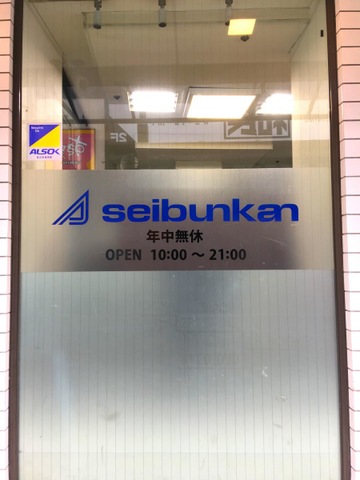 2F
ALSOK
seibunkan
年中無休
OPEN 10:00 ～ 21:00